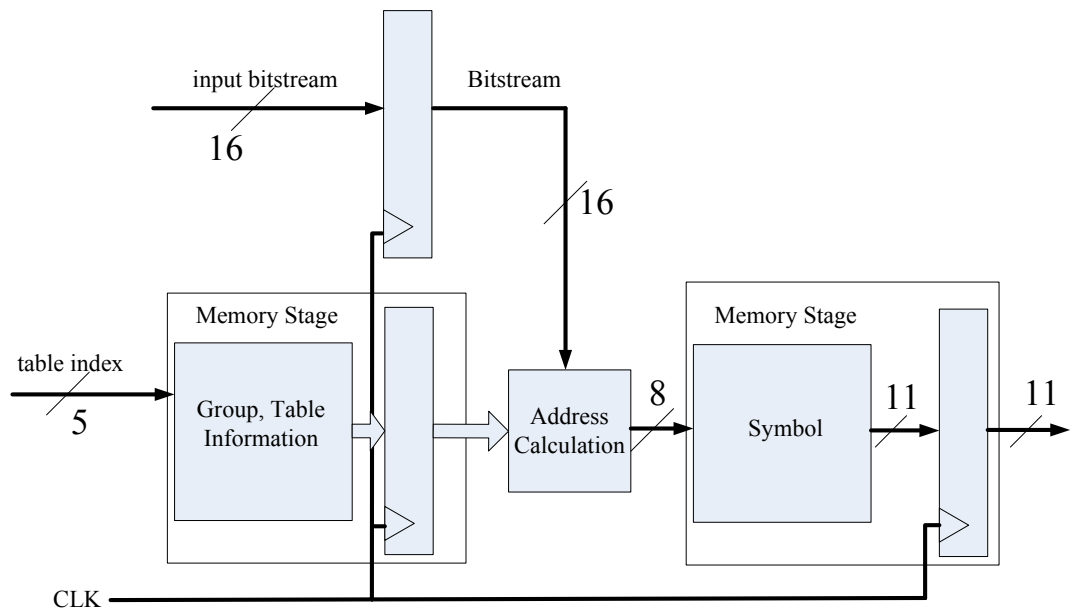 input bitstream
16
Bitstream
16
Memory Stage
table index
5
Group, Table
Information
Address
Calculation
8
Memory Stage
Symbol
11
11
CLK